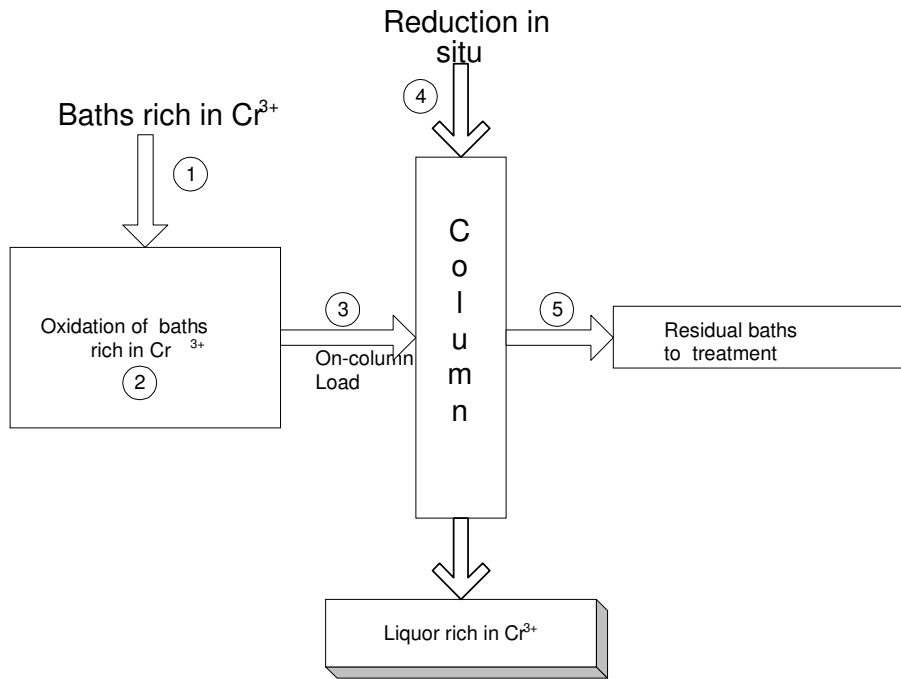 Reduction in
situ
4
Baths rich in Cr³⁺
1
Column
Oxidation of baths
rich in Cr ³⁺
2
3
On-column
Load
5
Residual baths
to treatment
Liquor rich in Cr³⁺